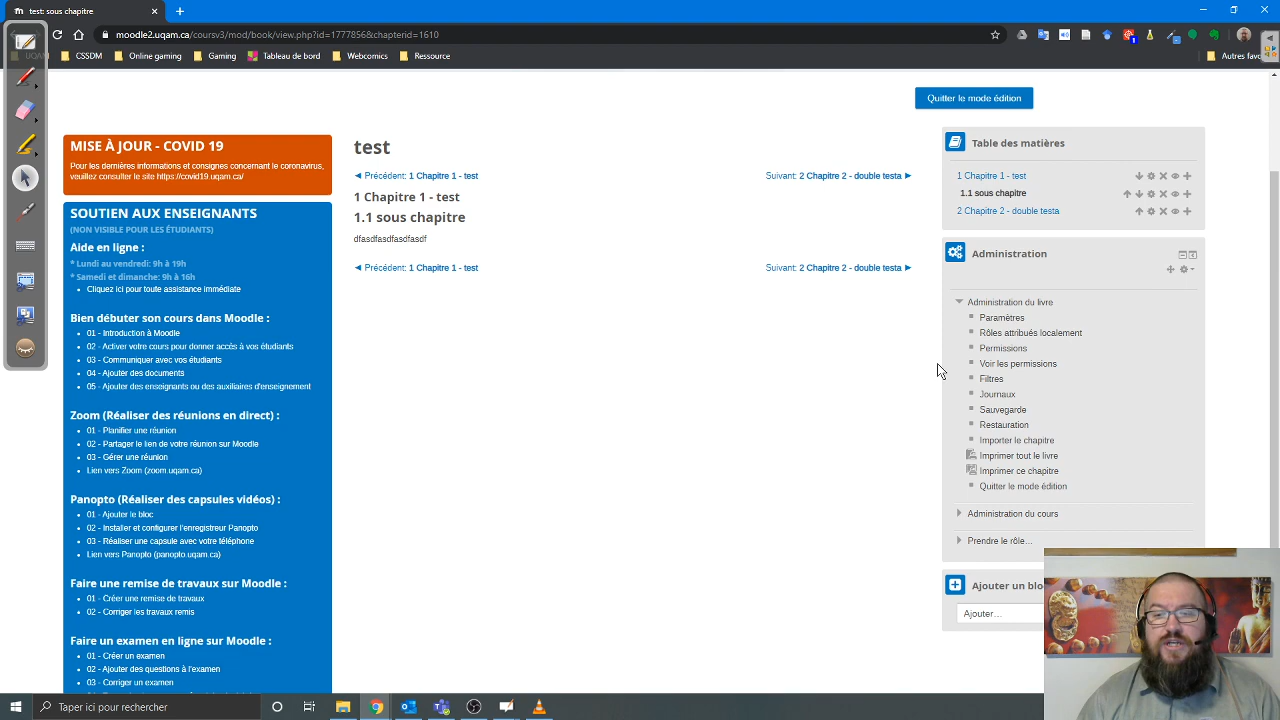 test sous chapitre
moodle2.uqam.ca/coursv3/mod/book/view.php?id=1777856&chapterid=1610
UQAM
CSSDM
Online gaming
Gaming
Tableau de bord
Webcomics
Ressource
Autres favo
Quitter le mode édition
MISE À JOUR - COVID 19
Pour les dernières informations et consignes concernant le coronavirus,
veuillez consulter le site https://covid19.uqam.ca/
SOUTIEN AUX ENSEIGNANTS
(NON VISIBLE POUR LES ÉTUDIANTS)
Aide en ligne :
* Lundi au vendredi: 9h à 19h
* Samedi et dimanche: 9h à 16h
Cliquez ici pour toute assistance immédiate
Bien débuter son cours dans Moodle :
01 - Introduction à Moodle
02 - Activer votre cours pour donner accès à vos étudiants
03 - Communiquer avec vos étudiants
04 - Ajouter des documents
05 - Ajouter des enseignants ou des auxiliaires d'enseignement
Zoom (Réaliser des réunions en direct) :
01 - Planifier une réunion
02 - Partager le lien de votre réunion sur Moodle
03 - Gérer une réunion
Lien vers Zoom (zoom.uqam.ca)
Panopto (Réaliser des capsules vidéos) :
01 - Ajouter le bloc
02 - Installer et configurer l'enregistreur Panopto
03 - Réaliser une capsule avec votre téléphone
Lien vers Panopto (panopto.uqam.ca)
Faire une remise de travaux sur Moodle :
01 - Créer une remise de travaux
02 - Corriger les travaux remis
Faire un examen en ligne sur Moodle :
01 - Créer un examen
02 - Ajouter des questions à l'examen
03 - Corriger un examen
test
◄ Précédent: 1 Chapitre 1 - test
Suivant: 2 Chapitre 2 - double testa ►
1 Chapitre 1 - test
1.1 sous chapitre
dfasdfasdfasdfasdf
◄ Précédent: 1 Chapitre 1 - test
Suivant: 2 Chapitre 2 - double testa ►
Table des matières
1 Chapitre 1 - test
1.1 sous chapitre
2 Chapitre 2 - double testa
Administration
Administration du livre
Paramètres
Rôles attribués localement
Permissions
Voir les permissions
Filtres
Journaux
Sauvegarde
Restauration
Importer le chapitre
Imprimer tout le livre
Imprimer ce chapitre
Quitter le mode édition
Administration du cours
Prendre le rôle…
Ajouter un blo
Ajouter…
Taper ici pour rechercher